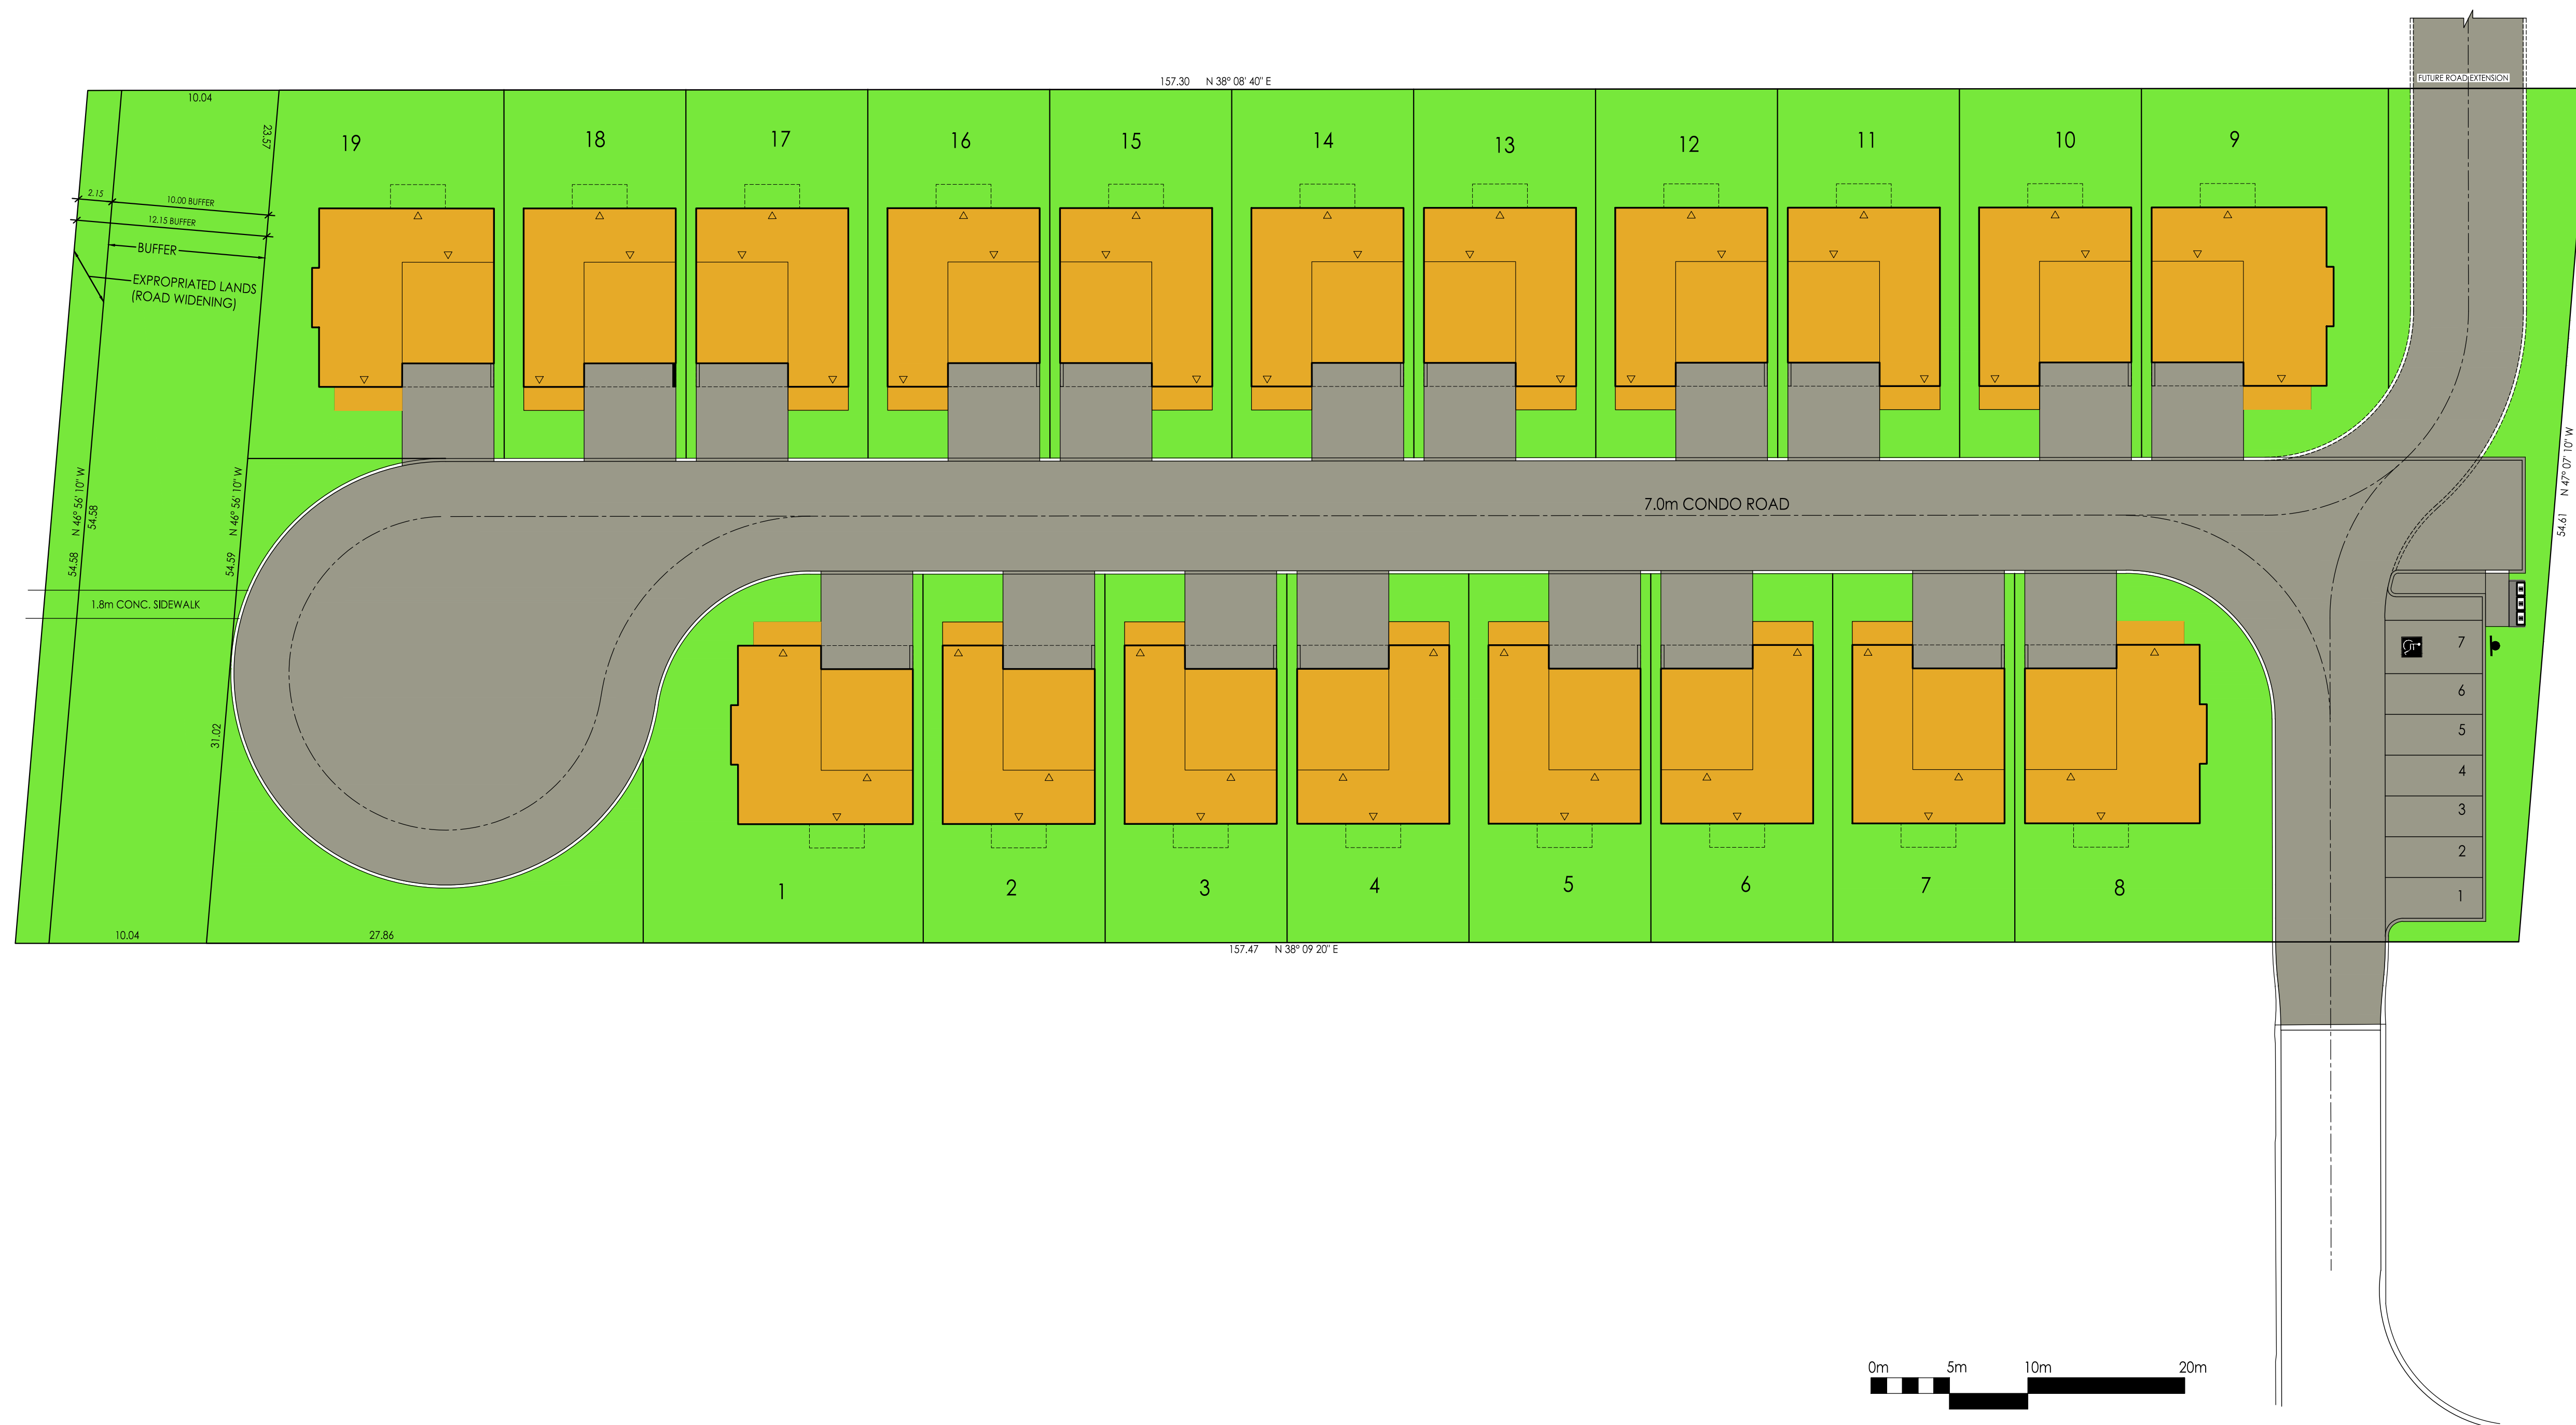 FUTURE ROAD EXTENSION
157.30 N 38° 08' 40" E
10.04
23.57
19
18
17
16
15
14
13
12
11
10
9
2.15
10.00 BUFFER
12.15 BUFFER
BUFFER
EXPROPRIATED LANDS
(ROAD WIDENING)
N 46° 56' 10" W
54.58
54.58
N 46° 56' 10" W
54.59
N 47° 07' 10" W
54.61
7.0m CONDO ROAD
1.8m CONC. SIDEWALK
31.02
7
6
5
4
3
2
1
1
2
3
4
5
6
7
8
10.04
27.86
157.47 N 38° 09 20" E
0m 5m 10m 20m